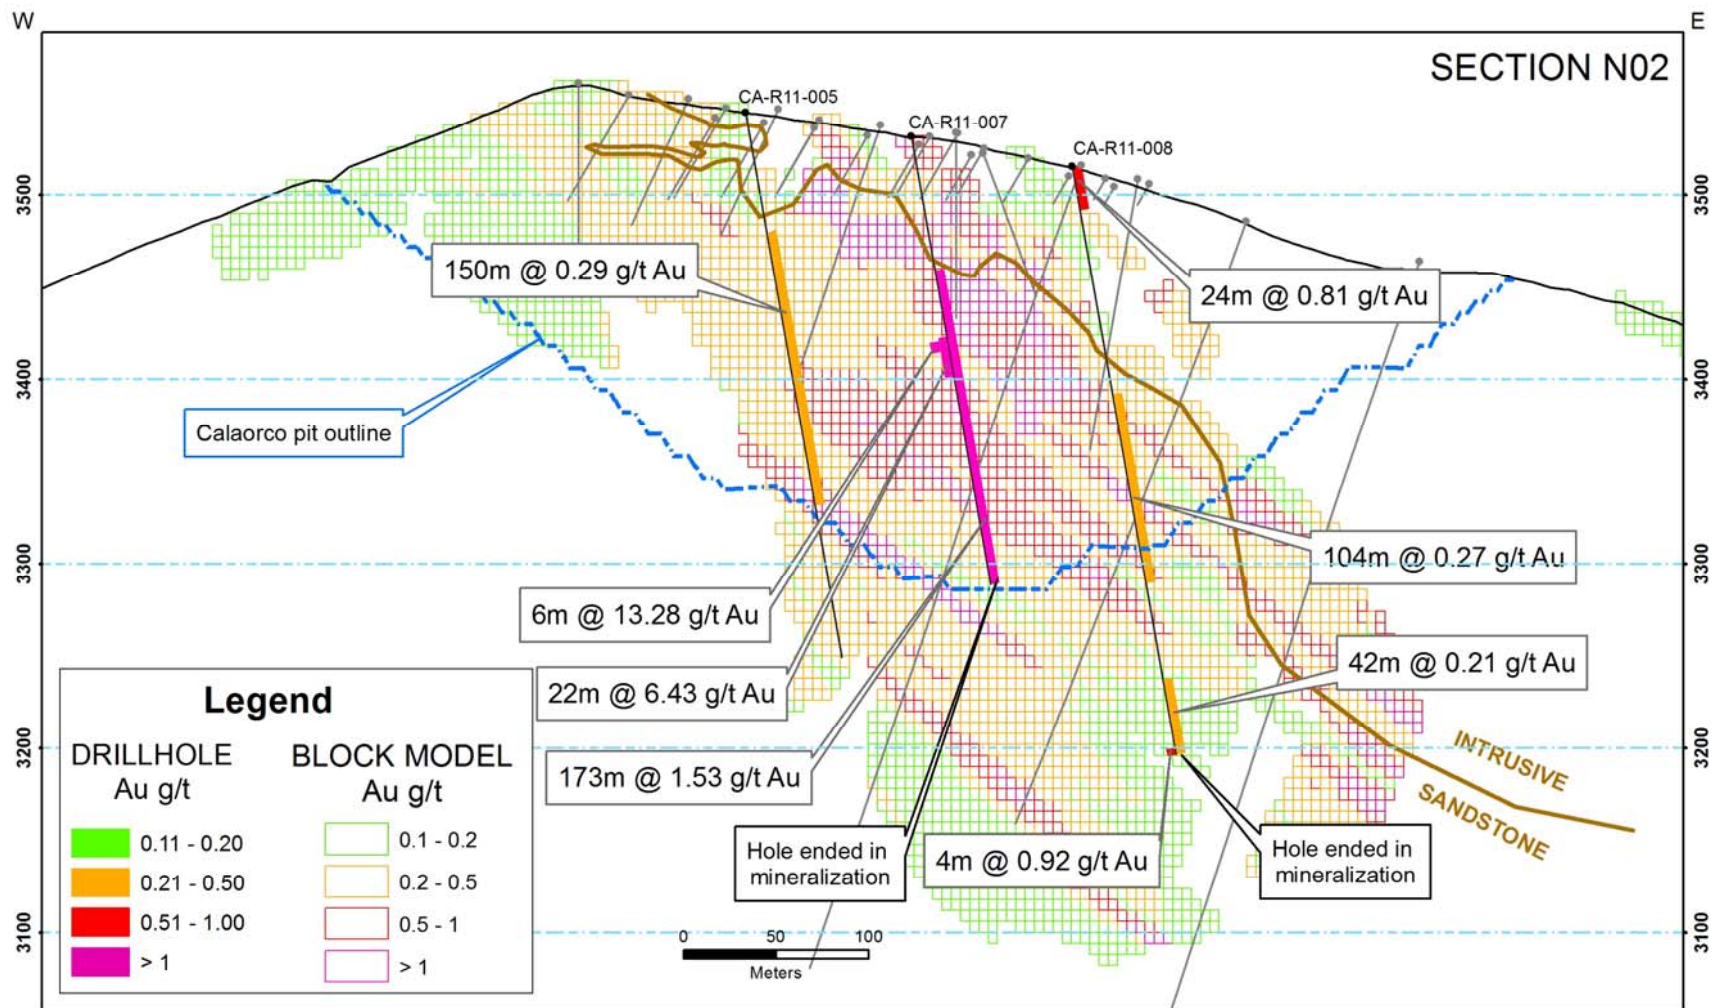 W
E
SECTION N02
CA-R11-005
CA-R11-007
CA-R11-008
3500
3500
150m @ 0.29 g/t Au
24m @ 0.81 g/t Au
3400
3400
Calaorco pit outline
104m @ 0.27 g/t Au
3300
3300
6m @ 13.28 g/t Au
42m @ 0.21 g/t Au
22m @ 6.43 g/t Au
173m @ 1.53 g/t Au
3200
3200
INTRUSIVE
SANDSTONE
Hole ended in
mineralization
4m @ 0.92 g/t Au
Hole ended in
mineralization
3100
3100
0 50 100
Meters
Legend
DRILLHOLE
Au g/t
0.11 - 0.20
0.21 - 0.50
0.51 - 1.00
> 1
BLOCK MODEL
Au g/t
0.1 - 0.2
0.2 - 0.5
0.5 - 1
> 1